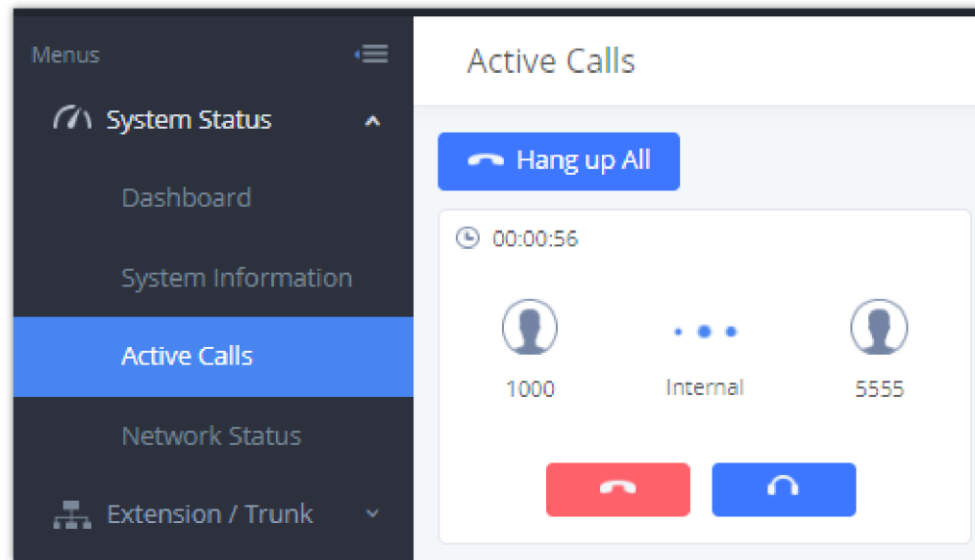 Menus
System Status
Dashboard
System Information
Active Calls
Network Status
Extension / Trunk
Active Calls
Hang up All
00:00:56
1000
Internal
5555